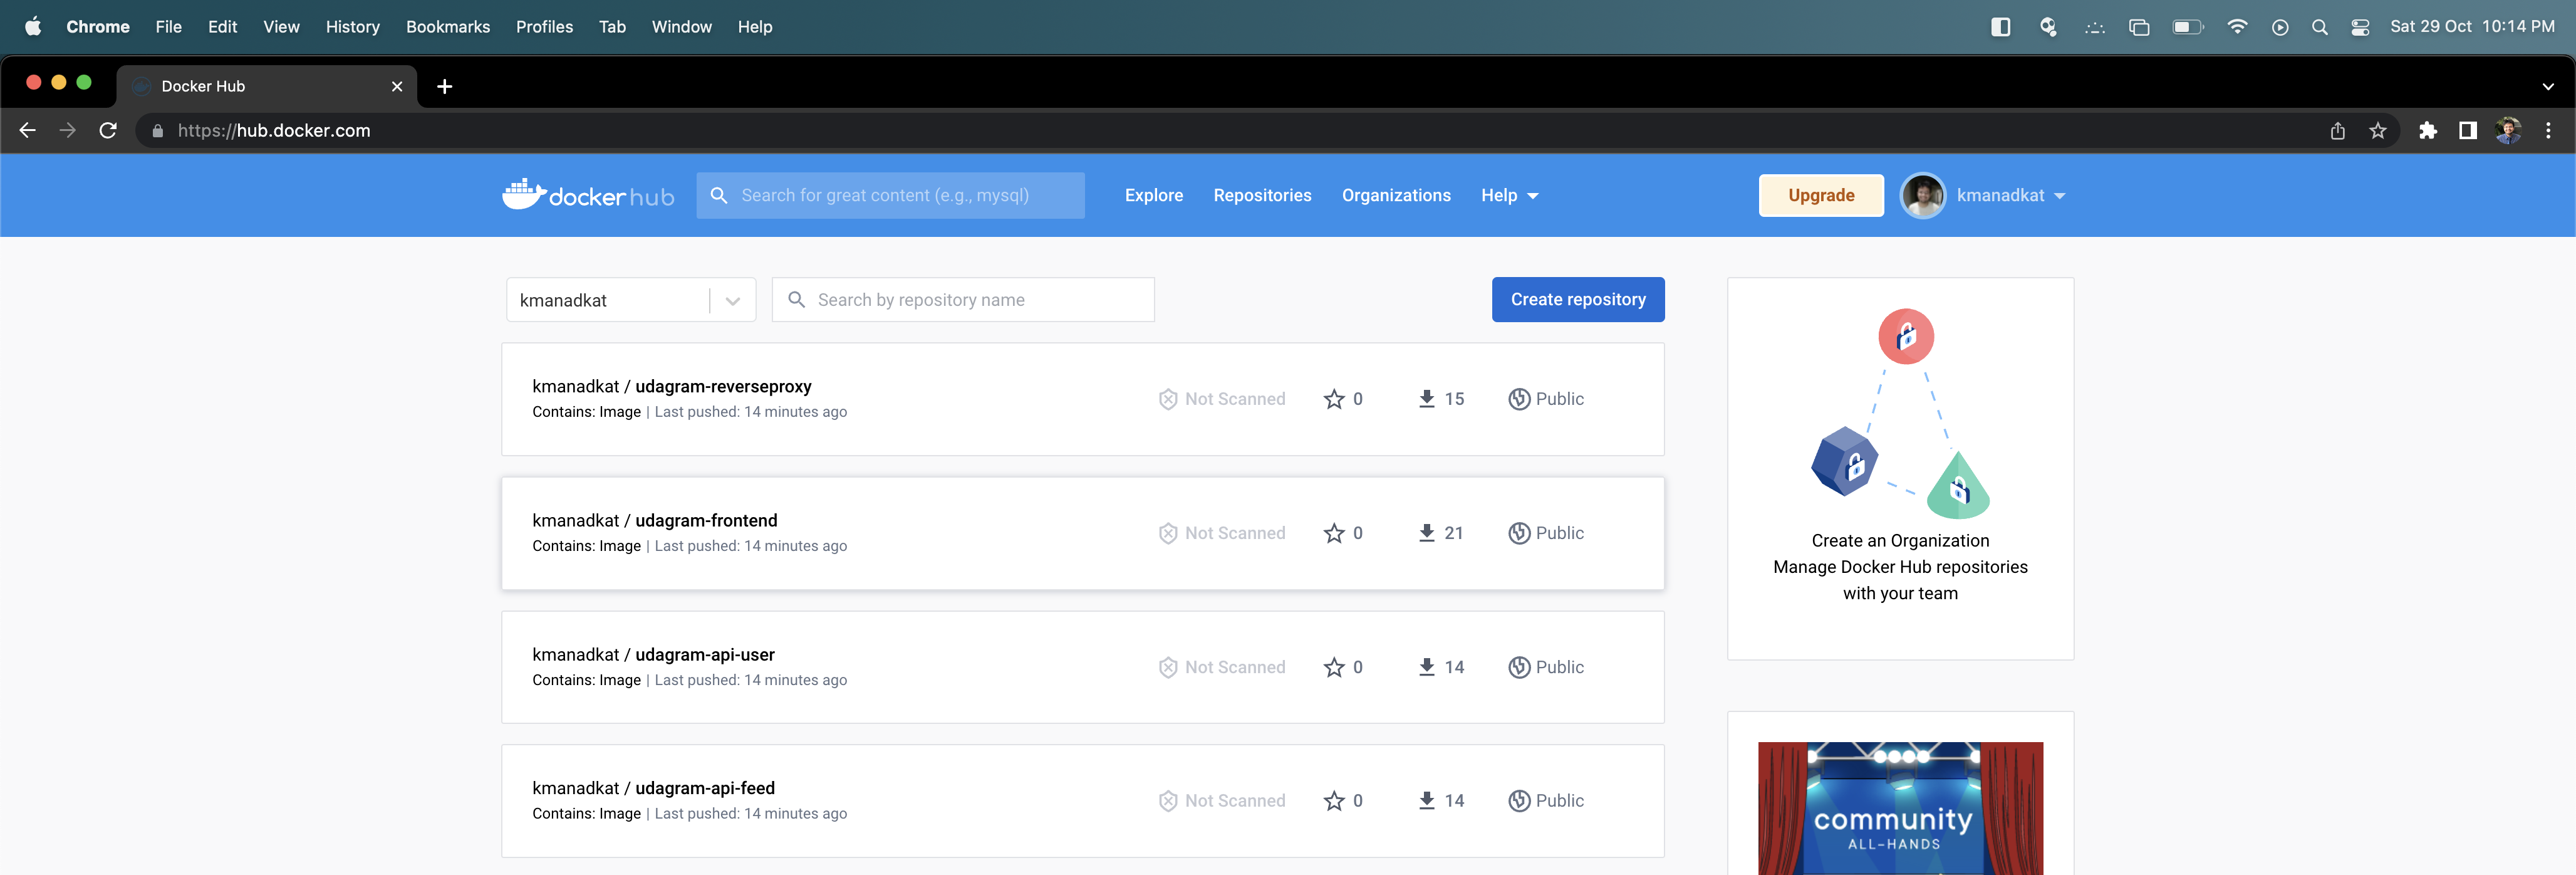 Chrome File Edit View History Bookmarks Profiles Tab Window Help Sat 29 Oct 10:14 PM
Docker Hub
https://hub.docker.com
docker hub Search for great content (e.g., mysql) Explore Repositories Organizations Help Upgrade kmanadkat
kmanadkat Search by repository name Create repository
kmanadkat / udagram-reverseproxy
Contains: Image | Last pushed: 14 minutes ago
Not Scanned 0 15 Public
kmanadkat / udagram-frontend
Contains: Image | Last pushed: 14 minutes ago
Not Scanned 0 21 Public
kmanadkat / udagram-api-user
Contains: Image | Last pushed: 14 minutes ago
Not Scanned 0 14 Public
kmanadkat / udagram-api-feed
Contains: Image | Last pushed: 14 minutes ago
Not Scanned 0 14 Public
Create an Organization
Manage Docker Hub repositories
with your team
community
ALL-HANDS